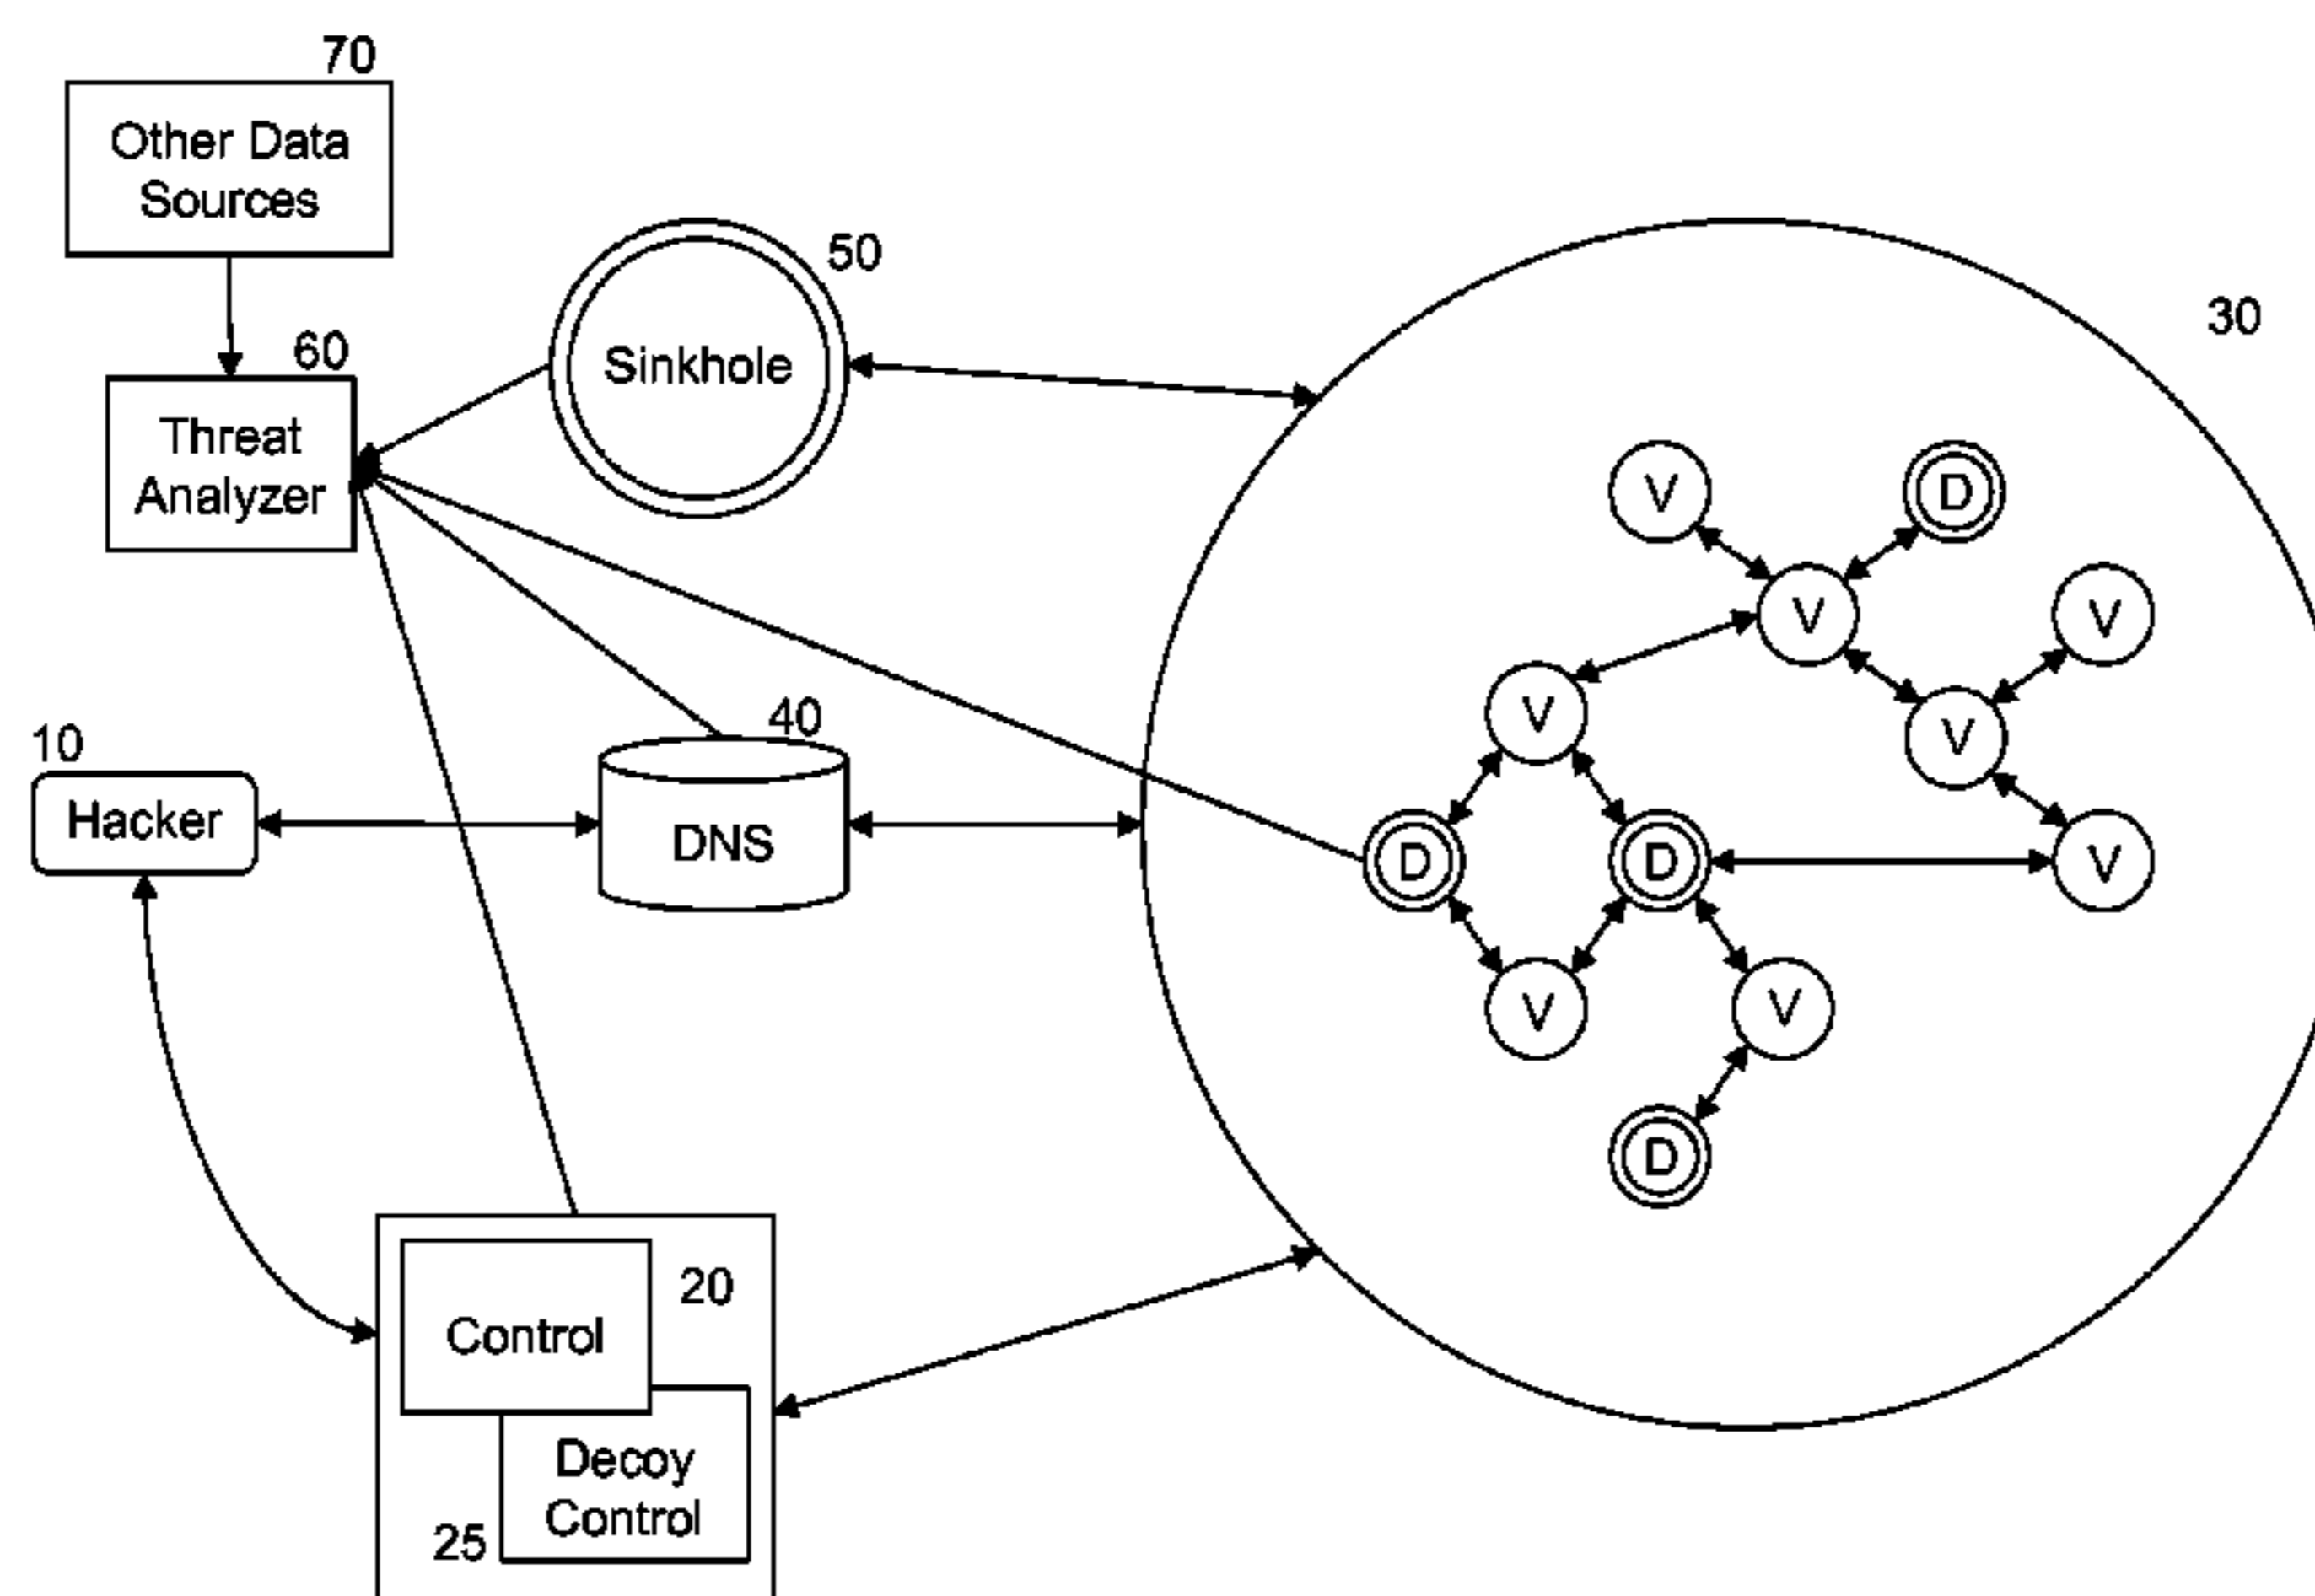 70
Other Data
Sources
50
30
60
Sinkhole
Threat
Analyzer
V
D
V
V
V
V
40
10
Hacker
DNS
D
D
V
V
V
D
20
Control
Decoy
Control
25